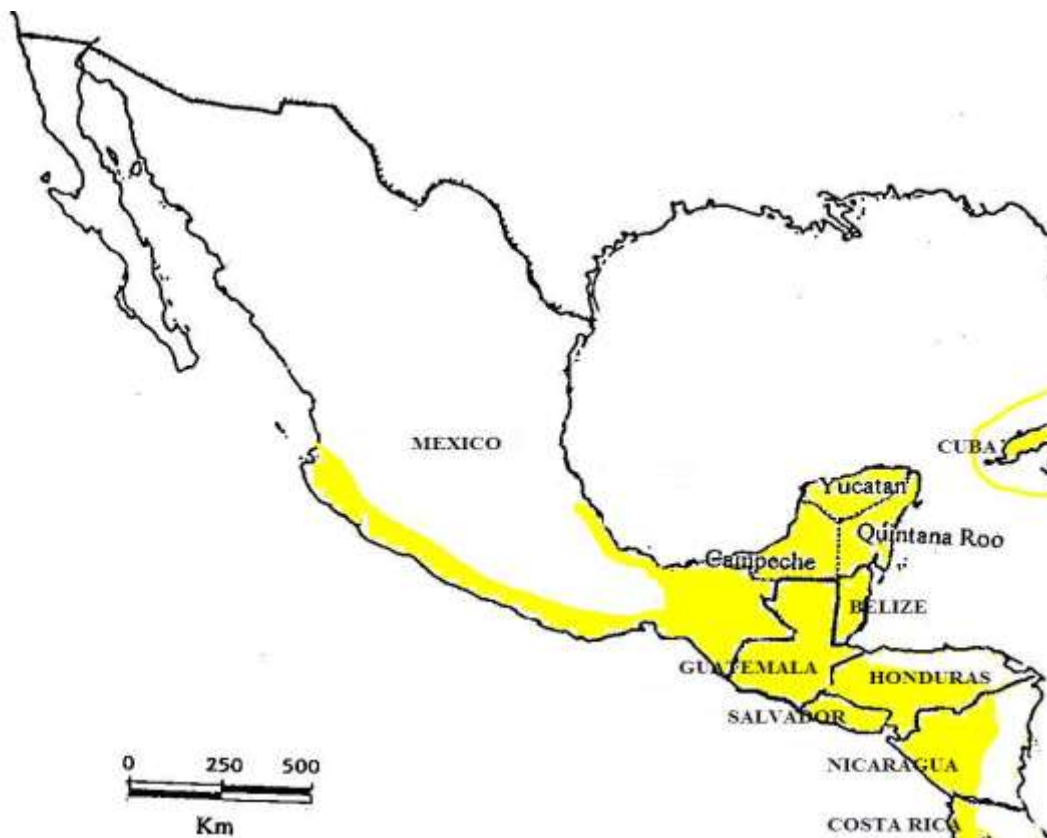 MEXICO
CUBA
Yucatan
Quintana Roo
Campeche
BELIZE
GUATEMALA
HONDURAS
SALVADOR
NICARAGUA
COSTA RICA
0 250 500
Km